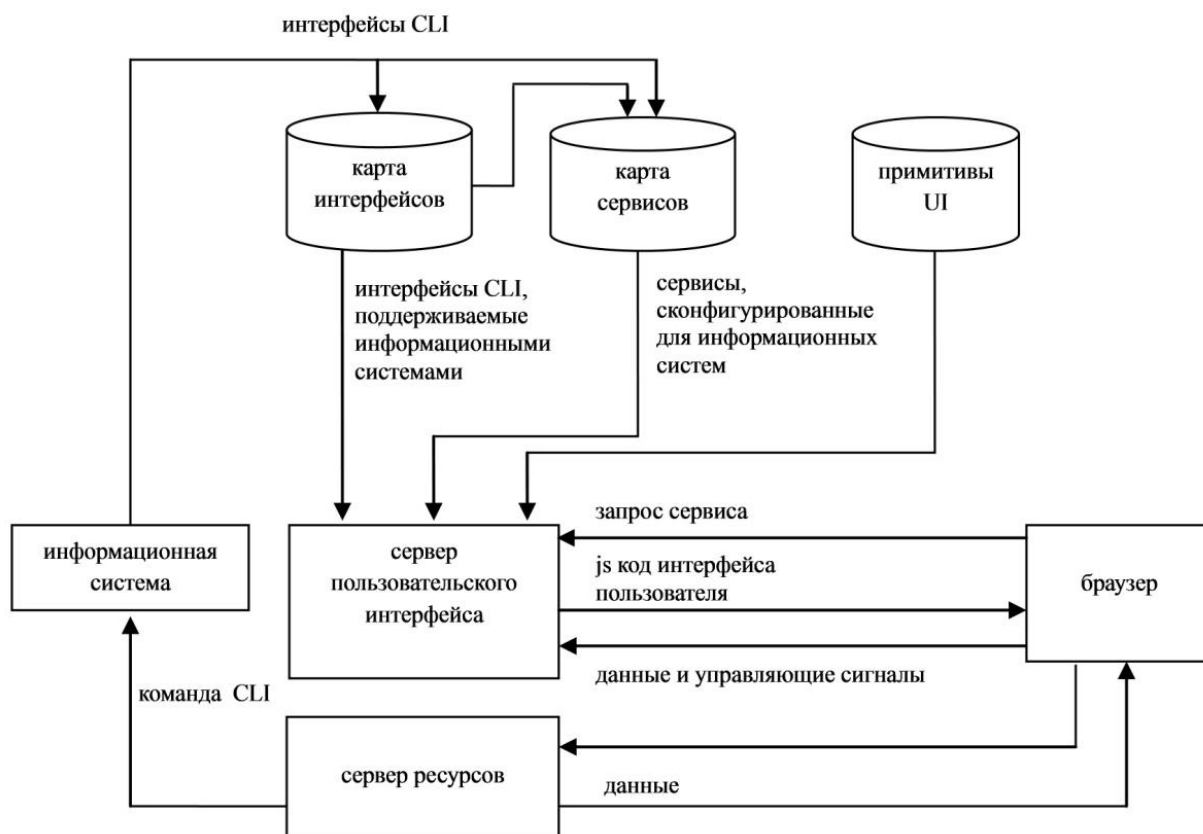 интерфейсы CLI
карта
интерфейсов
карта
сервисов
примитивы
UI
интерфейсы CLI,
поддерживаемые
информационными
системами
сервисы,
сконфигурированные
для информационных
систем
информационная
система
сервер
пользовательского
интерфейса
запрос сервиса
js код интерфейса
пользователя
браузер
данные и управляющие сигналы
команда CLI
сервер ресурсов
данные